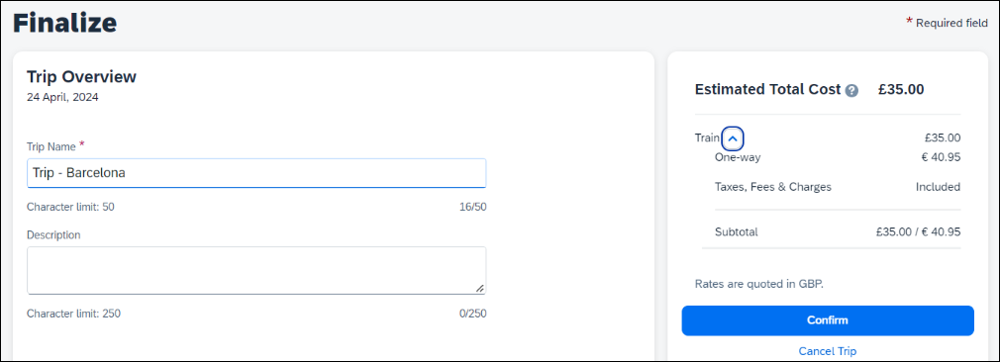 Finalize
* Required field
Trip Overview
24 April, 2024
Trip Name *
Trip - Barcelona
Character limit: 50 16/50
Description
Character limit: 250 0/250
Estimated Total Cost ? £35.00
Train £35.00
One-way € 40.95
Taxes, Fees & Charges Included
Subtotal £35.00 / € 40.95
Rates are quoted in GBP.
Confirm
Cancel Trip